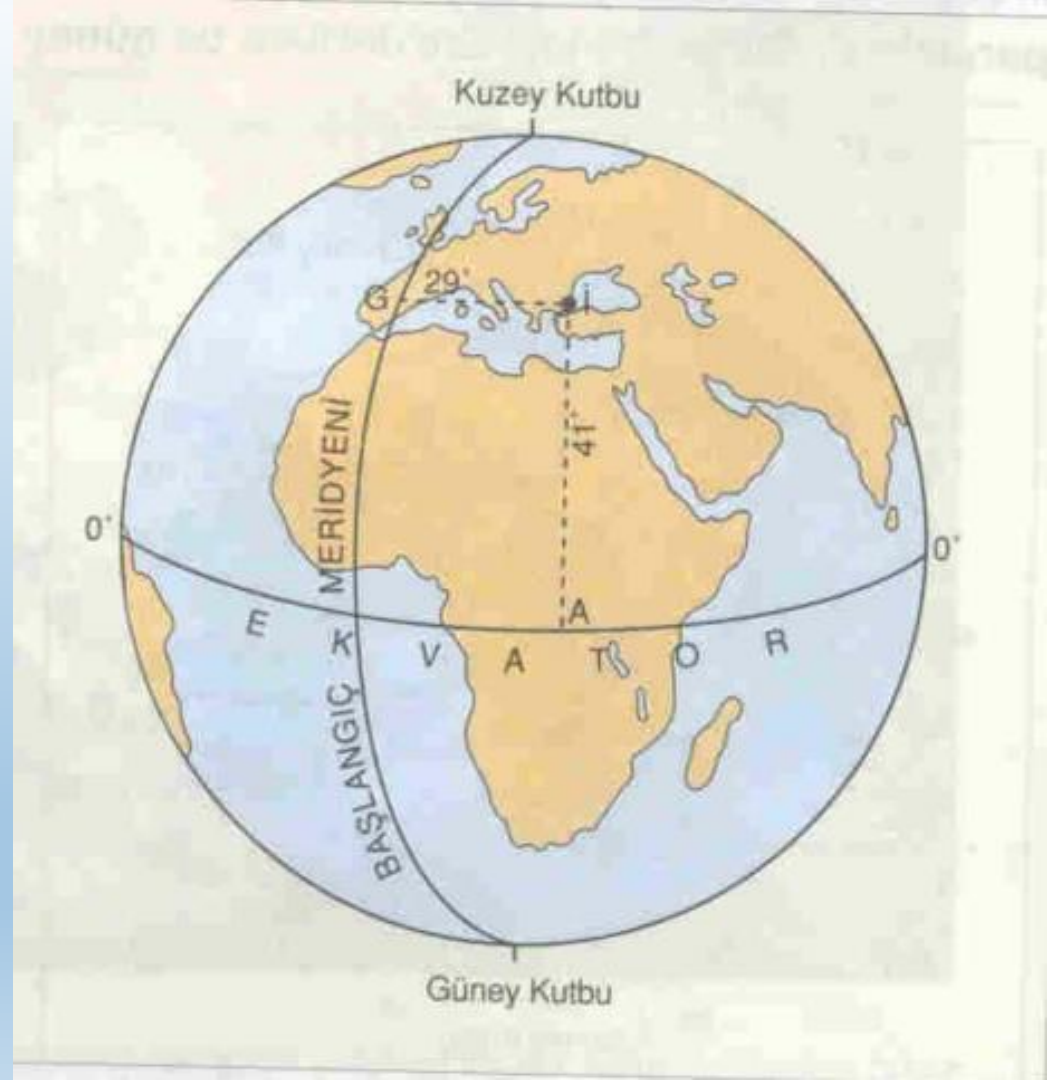 Kuzey Kutbu
G 29° İ
41°
MERİDYENİ
0° 0°
A
E K V A T O R
BAŞLANGIÇ
Güney Kutbu